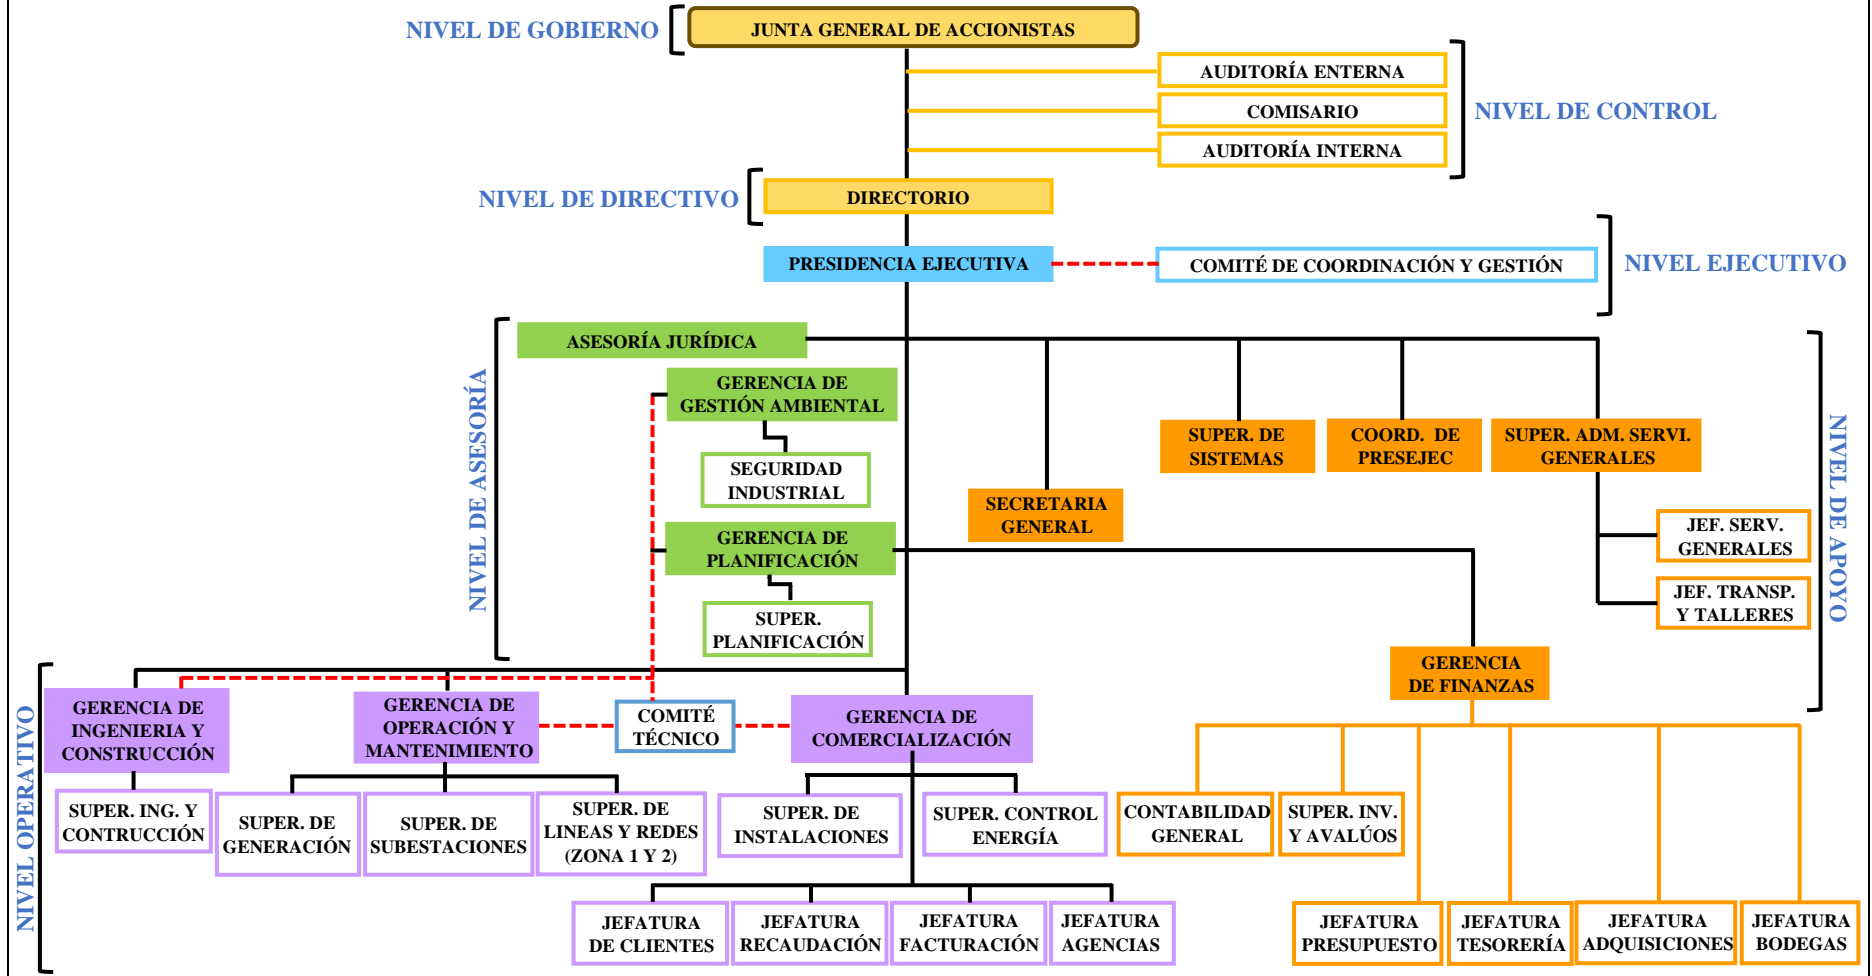 NIVEL DE GOBIERNO
JUNTA GENERAL DE ACCIONISTAS
AUDITORÍA ENTERNA
COMISARIO
AUDITORÍA INTERNA
NIVEL DE CONTROL
NIVEL DE DIRECTIVO
DIRECTORIO
PRESIDENCIA EJECUTIVA
COMITÉ DE COORDINACIÓN Y GESTIÓN
NIVEL EJECUTIVO
NIVEL DE ASESORÍA
ASESORÍA JURÍDICA
GERENCIA DE
GESTIÓN AMBIENTAL
SEGURIDAD
INDUSTRIAL
GERENCIA DE
PLANIFICACIÓN
SUPER.
PLANIFICACIÓN
SECRETARIA
GENERAL
SUPER. DE
SISTEMAS
COORD. DE
PRESEJEC
SUPER. ADM. SERVI.
GENERALES
JEF. SERV.
GENERALES
JEF. TRANSP.
Y TALLERES
NIVEL DE APOYO
GERENCIA
DE FINANZAS
NIVEL OPERATIVO
GERENCIA DE
INGENIERIA Y
CONSTRUCCIÓN
GERENCIA DE
OPERACIÓN Y
MANTENIMIENTO
COMITÉ
TÉCNICO
GERENCIA DE
COMERCIALIZACIÓN
SUPER. ING. Y
CONTRUCCIÓN
SUPER. DE
GENERACIÓN
SUPER. DE
SUBESTACIONES
SUPER. DE
LINEAS Y REDES
(ZONA 1 Y 2)
SUPER. DE
INSTALACIONES
SUPER. CONTROL
ENERGÍA
CONTABILIDAD
GENERAL
SUPER. INV.
Y AVALÚOS
JEFATURA
DE CLIENTES
JEFATURA
RECAUDACIÓN
JEFATURA
FACTURACIÓN
JEFATURA
AGENCIAS
JEFATURA
PRESUPUESTO
JEFATURA
TESORERÍA
JEFATURA
ADQUISICIONES
JEFATURA
BODEGAS